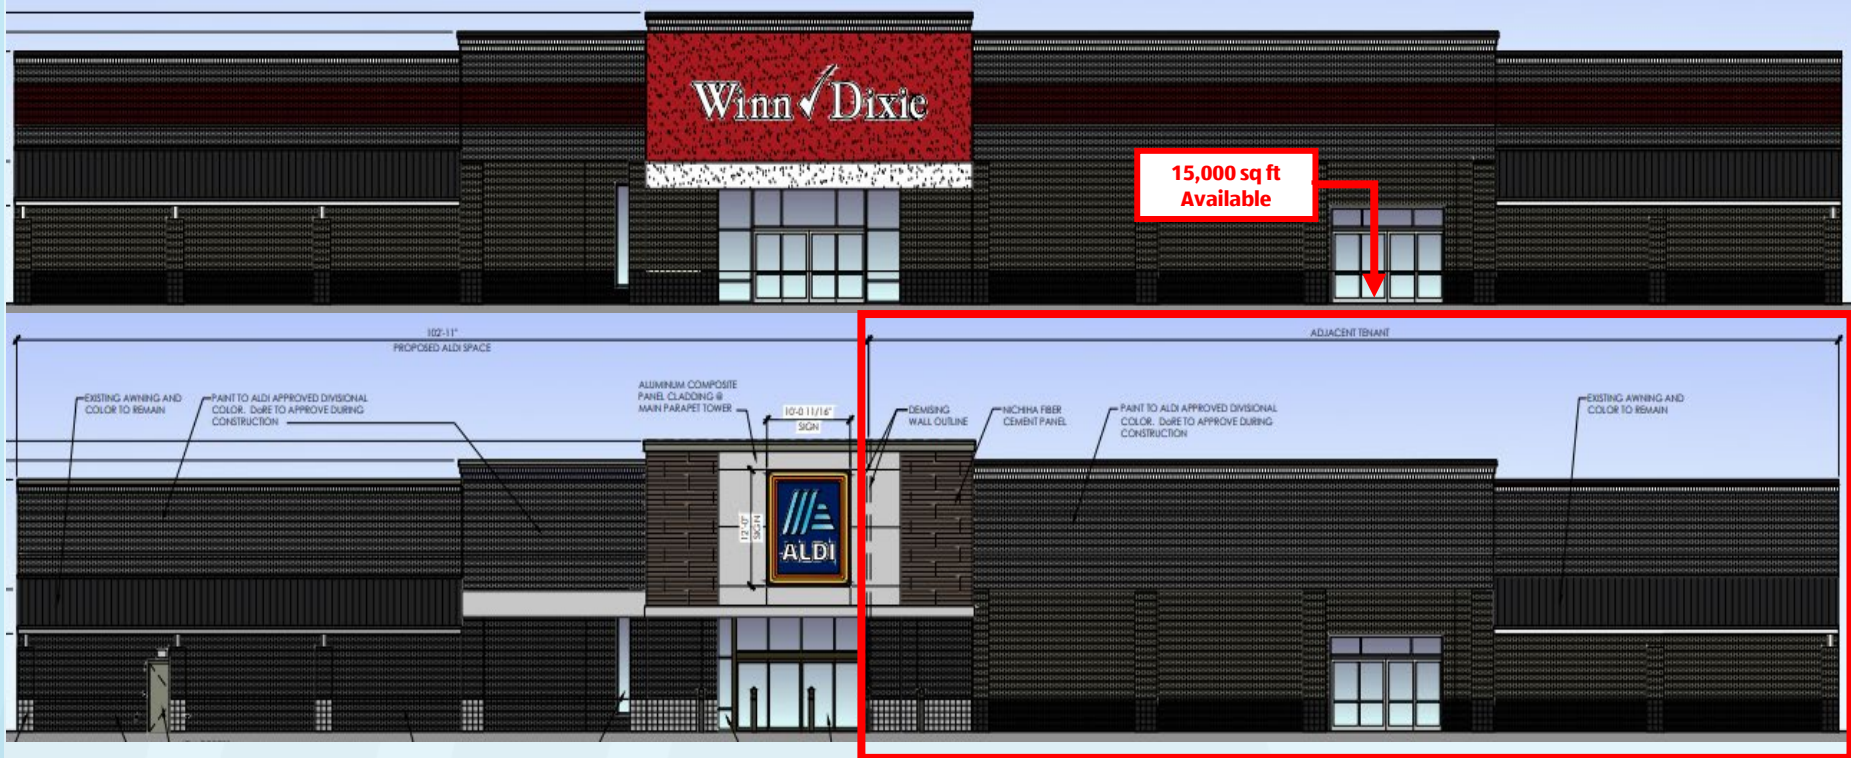 Winn Dixie
15,000 sq ft
Available
102'-11"
PROPOSED ALDI SPACE
ADJACENT TENANT
EXISTING AWNING AND
COLOR TO REMAIN
PAINT TO ALDI APPROVED DIVISIONAL
COLOR. DoRE TO APPROVE DURING
CONSTRUCTION
ALUMINUM COMPOSITE
PANEL CLADDING @
MAIN PARAPET TOWER
10'-0 11/16"
SIGN
12'-0"
SIGN
ALDI
DEMISING
WALL OUTLINE
NICHIHA FIBER
CEMENT PANEL
PAINT TO ALDI APPROVED DIVISIONAL
COLOR. DoRE TO APPROVE DURING
CONSTRUCTION
EXISTING AWNING AND
COLOR TO REMAIN